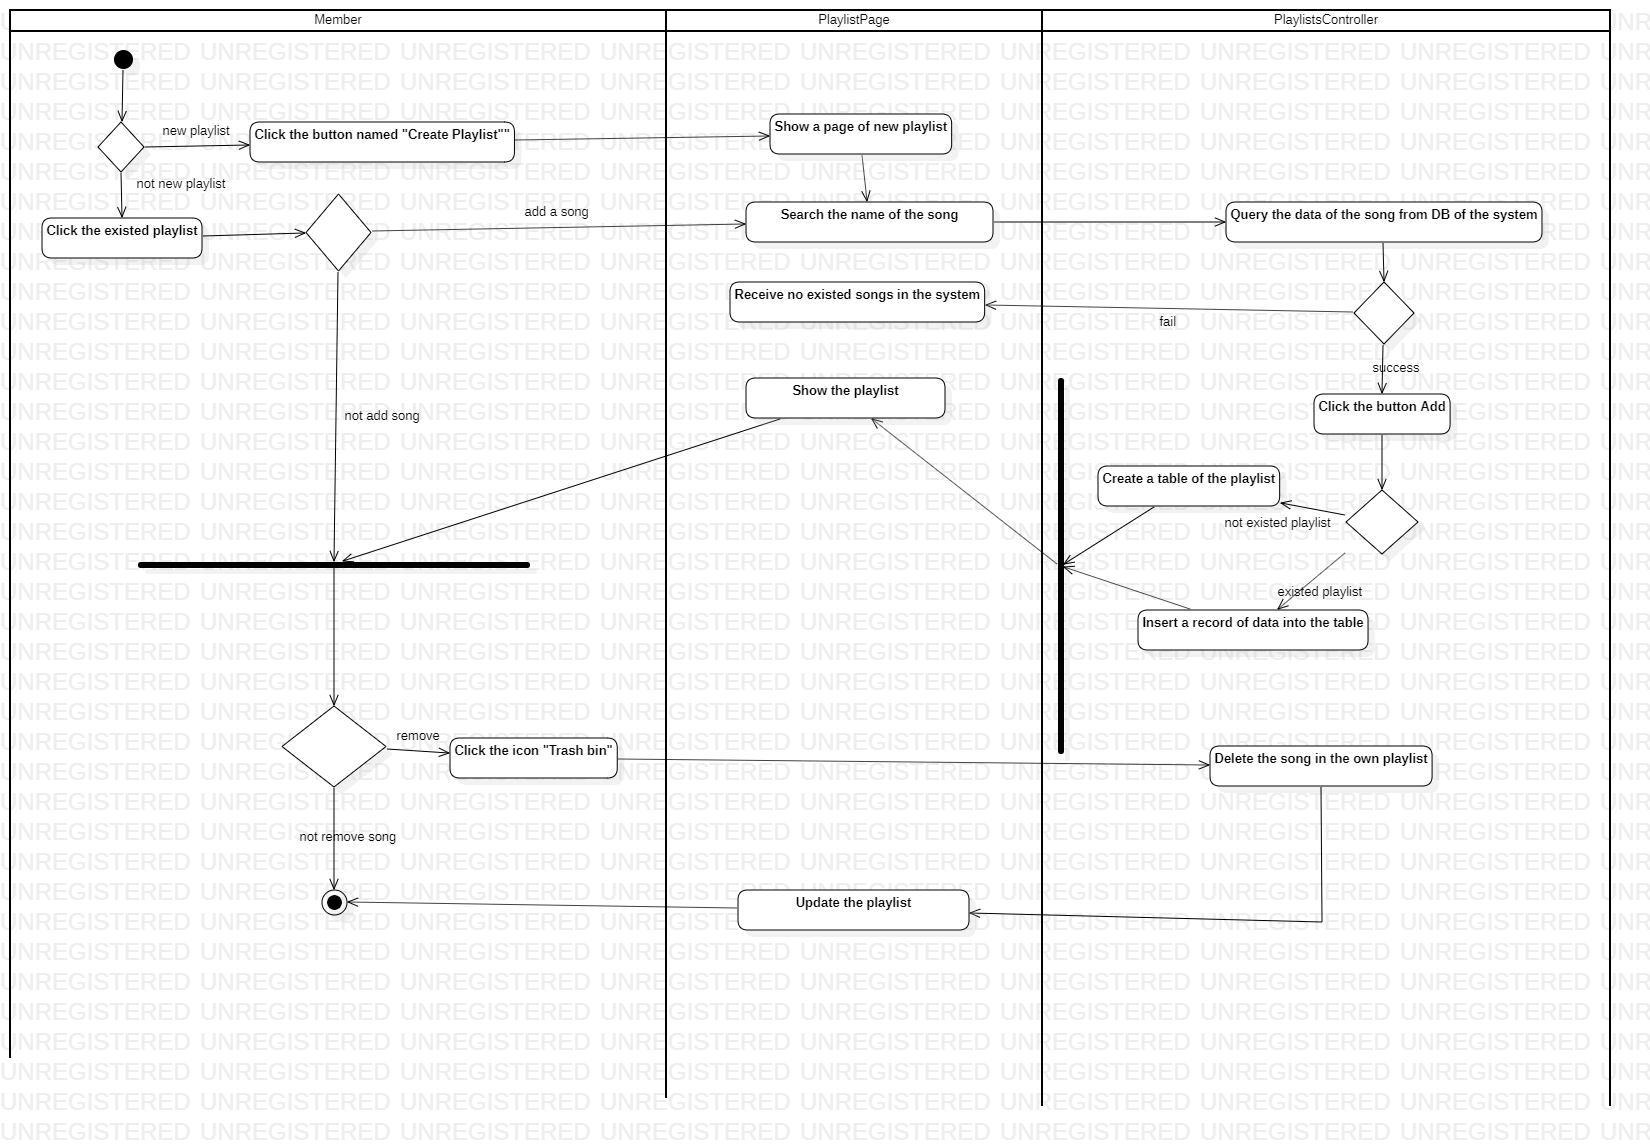 Member
PlaylistPage
PlaylistsController
new playlist
Click the button named "Create Playlist""
Show a page of new playlist
not new playlist
Click the existed playlist
add a song
Search the name of the song
Query the data of the song from DB of the system
Receive no existed songs in the system
fail
success
Show the playlist
Click the button Add
not add song
Create a table of the playlist
not existed playlist
existed playlist
Insert a record of data into the table
remove
Click the icon "Trash bin"
Delete the song in the own playlist
not remove song
Update the playlist
UNREGISTERED